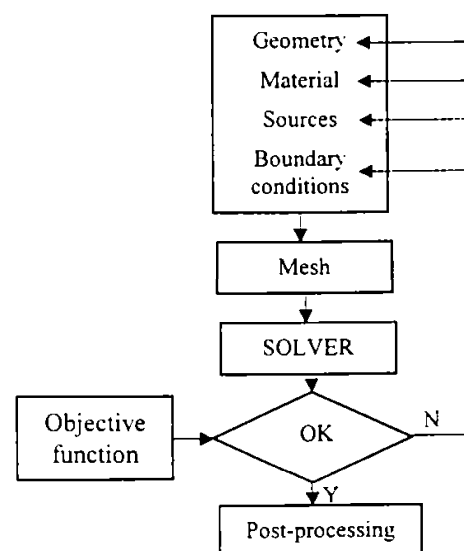 Geometry
Material
Sources
Boundary
conditions
Mesh
SOLVER
Objective
function
OK
N
Y
Post-processing